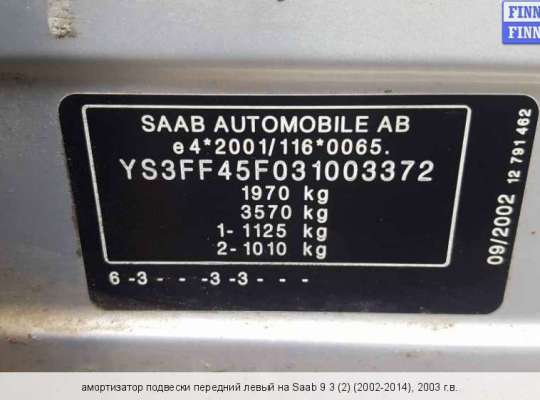 FINN
FINN
SAAB AUTOMOBILE AB
e4*2001/116*0065.
YS3FF45F031003372
1970 kg
3570 kg
1- 1125 kg
2- 1010 kg
6 -3- - -3 -3- - -
09/2002 12 791 462
амортизатор подвески передний левый на Saab 9 3 (2) (2002-2014), 2003 г.в.